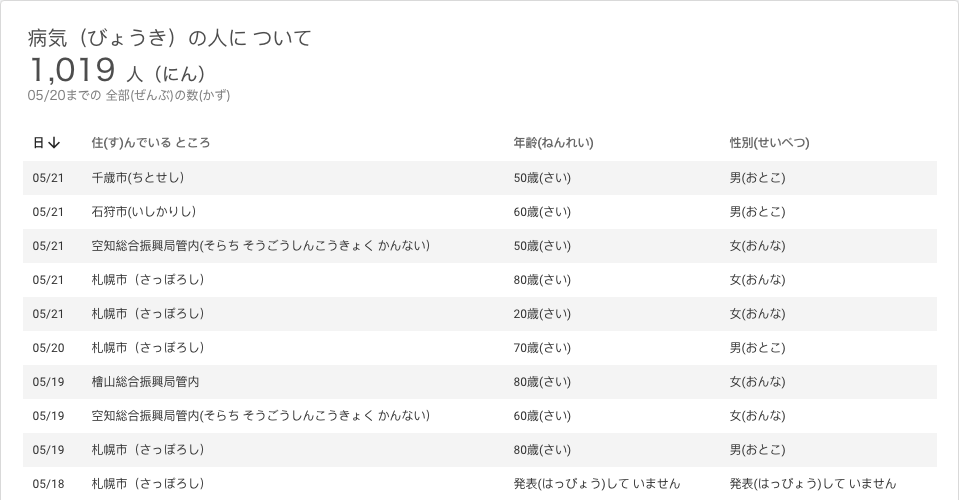 病気（びょうき）の人に ついて
1,019 人（にん）
05/20までの 全部(ぜんぶ)の数(かず)
日↓ 住(す)んでいる ところ 年齢(ねんれい) 性別(せいべつ)
05/21 千歳市(ちとせし） 50歳(さい) 男(おとこ)
05/21 石狩市(いしかりし） 60歳(さい) 男(おとこ)
05/21 空知総合振興局管内(そらち そうごうしんこうきょく かんない） 50歳(さい) 女(おんな)
05/21 札幌市（さっぽろし） 80歳(さい) 女(おんな)
05/21 札幌市（さっぽろし） 20歳(さい) 女(おんな)
05/20 札幌市（さっぽろし） 70歳(さい) 男(おとこ)
05/19 檜山総合振興局管内 80歳(さい) 女(おんな)
05/19 空知総合振興局管内(そらち そうごうしんこうきょく かんない） 60歳(さい) 女(おんな)
05/19 札幌市（さっぽろし） 80歳(さい) 男(おとこ)
05/18 札幌市（さっぽろし） 発表(はっぴょう)して いません 発表(はっぴょう)して いません